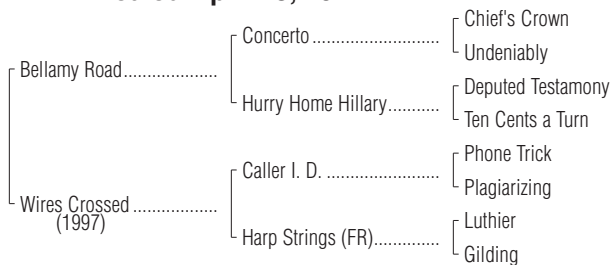 Chief's Crown
Concerto ..............................
Undeniably
Bellamy Road......................
Deputed Testamony
Hurry Home Hillary............
Ten Cents a Turn
Phone Trick
Caller I. D. ..........................
Plagiarizing
Wires Crossed ....................
(1997)
Luthier
Harp Strings (FR)...............
Gilding